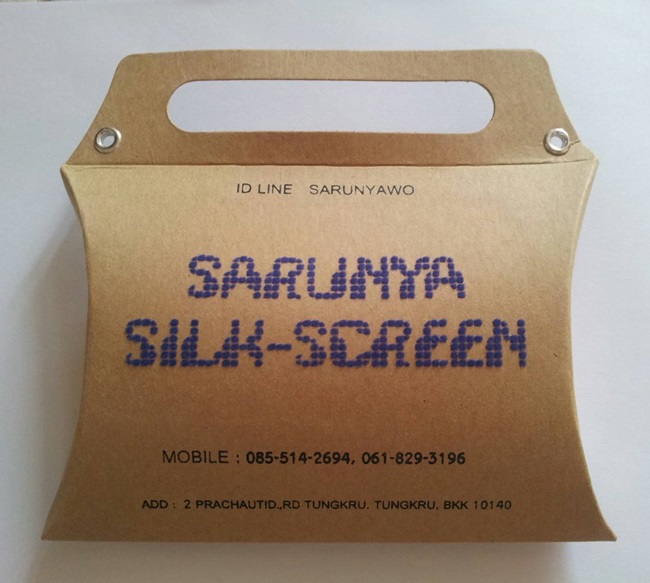 ID LINE SARUNYAWO
SARUNYA
SILK-SCREEN
MOBILE : 085-514-2694, 061-829-3196
ADD : 2 PRACHAUTID.,RD TUNGKRU. TUNGKRU, BKK 10140